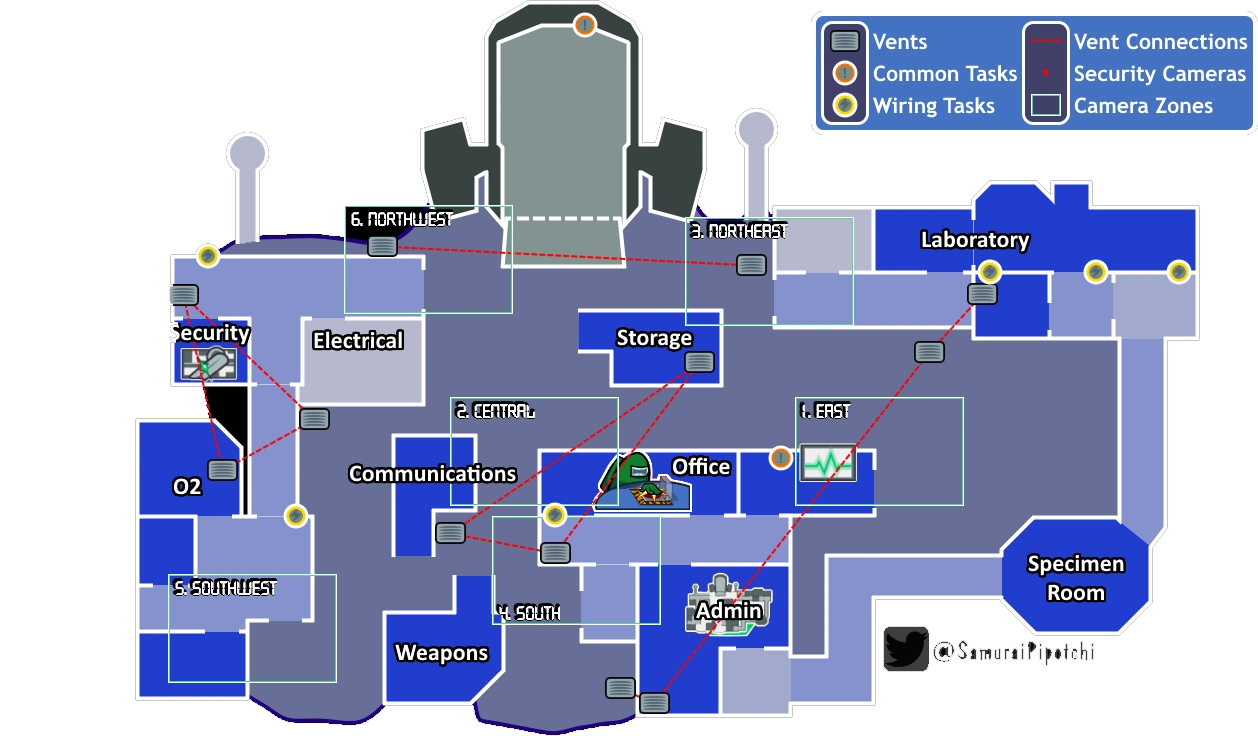 Vents
Vent Connections
Common Tasks
Security Cameras
Wiring Tasks
Camera Zones
6. NORTHWEST
3. NORTHEAST
Laboratory
Security
Electrical
Storage
2. CENTRAL
1. EAST
Communications
Office
O2
5. SOUTHWEST
4. SOUTH
Admin
Specimen
Room
Weapons
@SamuraiPipotchi